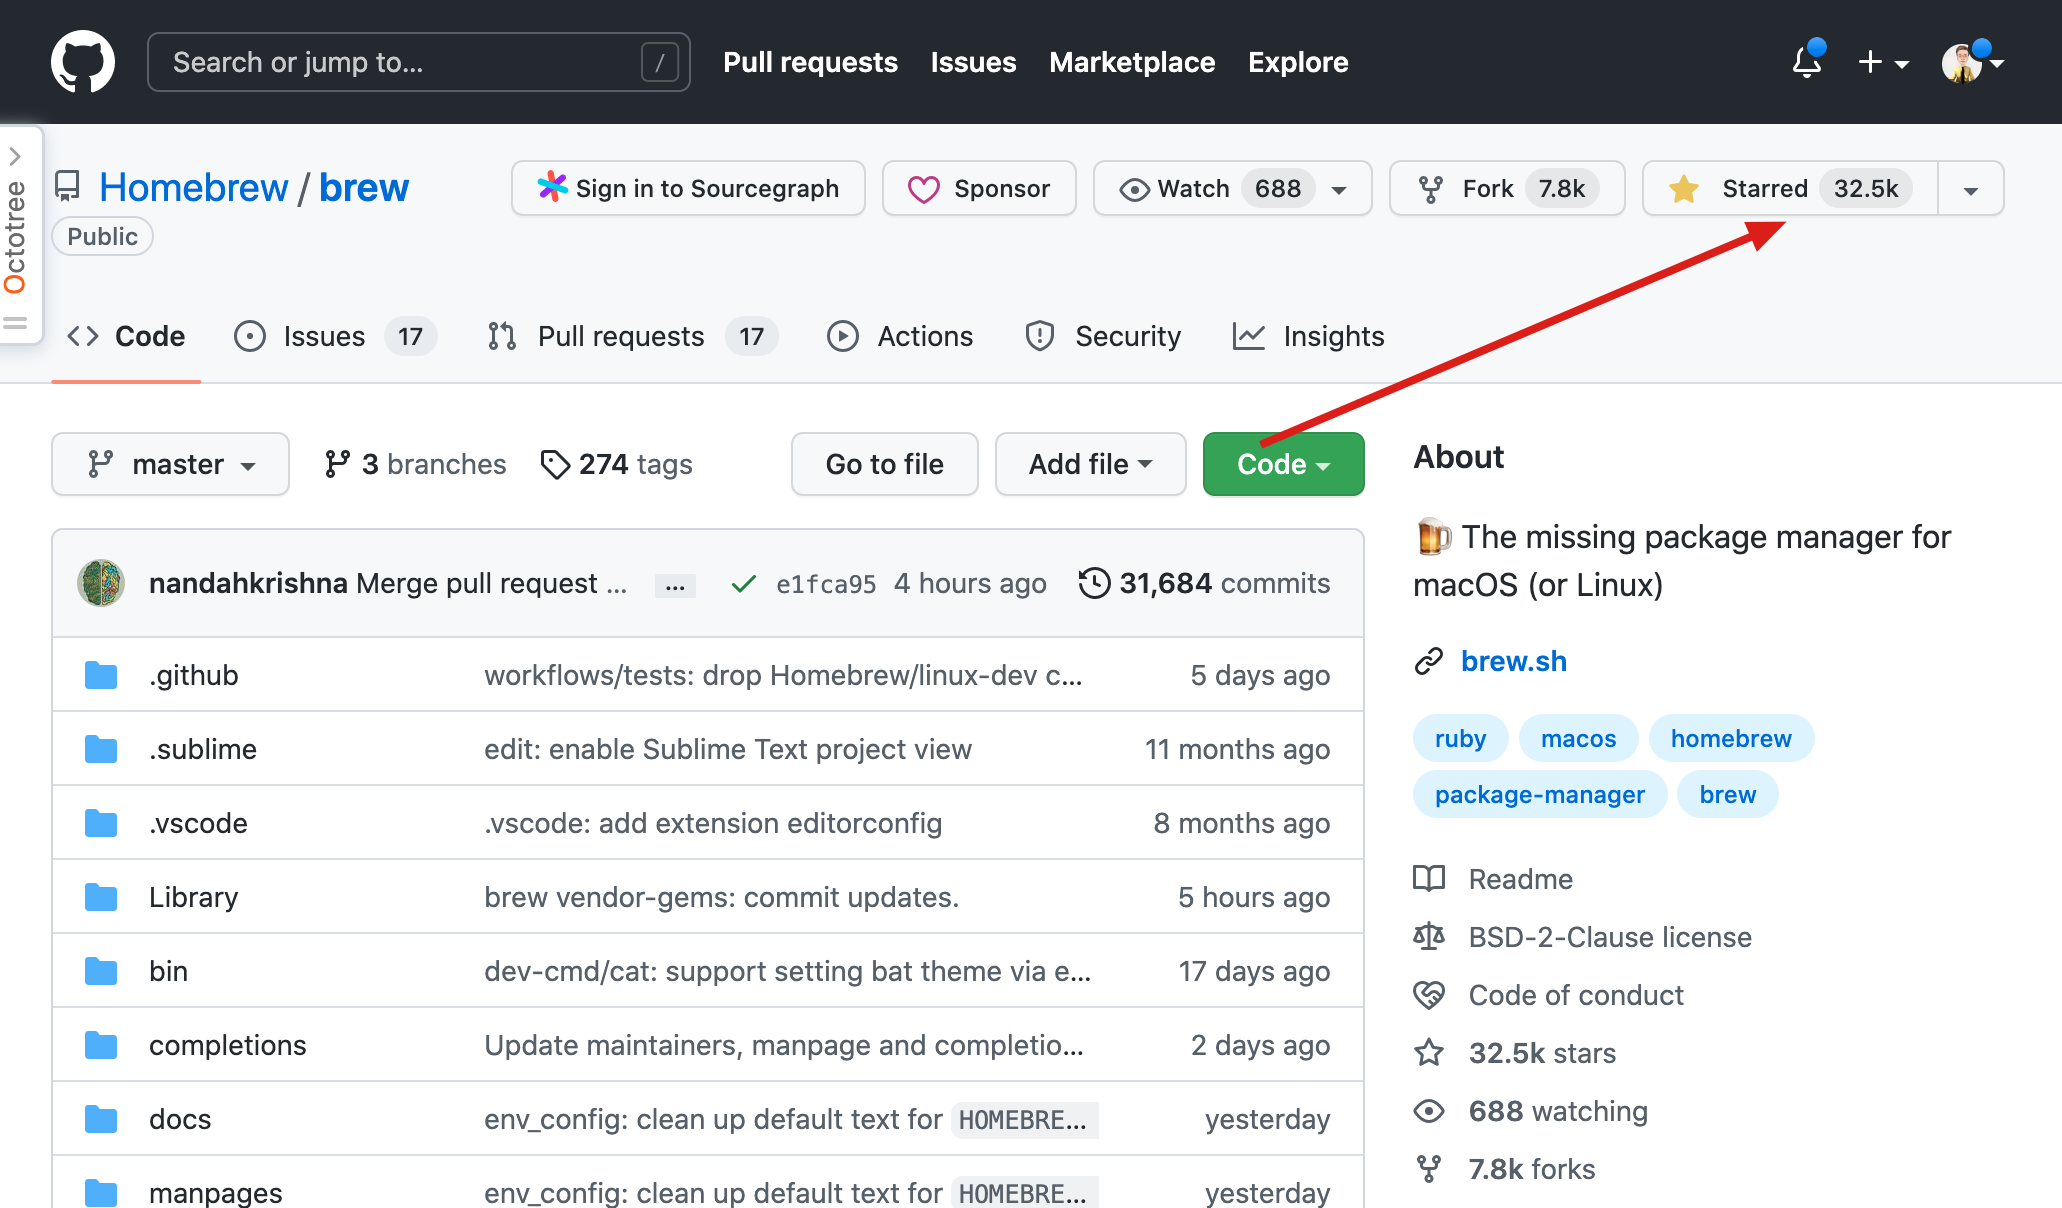 Search or jump to... /
Pull requests Issues Marketplace Explore
Octotree
Homebrew / brew
Public
Sign in to Sourcegraph
Sponsor
Watch 688
Fork 7.8k
Starred 32.5k
Code
Issues 17
Pull requests 17
Actions
Security
Insights
master
3 branches
274 tags
Go to file
Add file
Code
nandahkrishna Merge pull request ... ... e1fca95 4 hours ago 31,684 commits
.github workflows/tests: drop Homebrew/linux-dev c... 5 days ago
.sublime edit: enable Sublime Text project view 11 months ago
.vscode .vscode: add extension editorconfig 8 months ago
Library brew vendor-gems: commit updates. 5 hours ago
bin dev-cmd/cat: support setting bat theme via e... 17 days ago
completions Update maintainers, manpage and completio... 2 days ago
docs env_config: clean up default text for HOMEBRE... yesterday
manpages env_config: clean up default text for HOMEBRE... yesterday
About
🍺 The missing package manager for
macOS (or Linux)
brew.sh
ruby macos homebrew
package-manager brew
Readme
BSD-2-Clause license
Code of conduct
32.5k stars
688 watching
7.8k forks